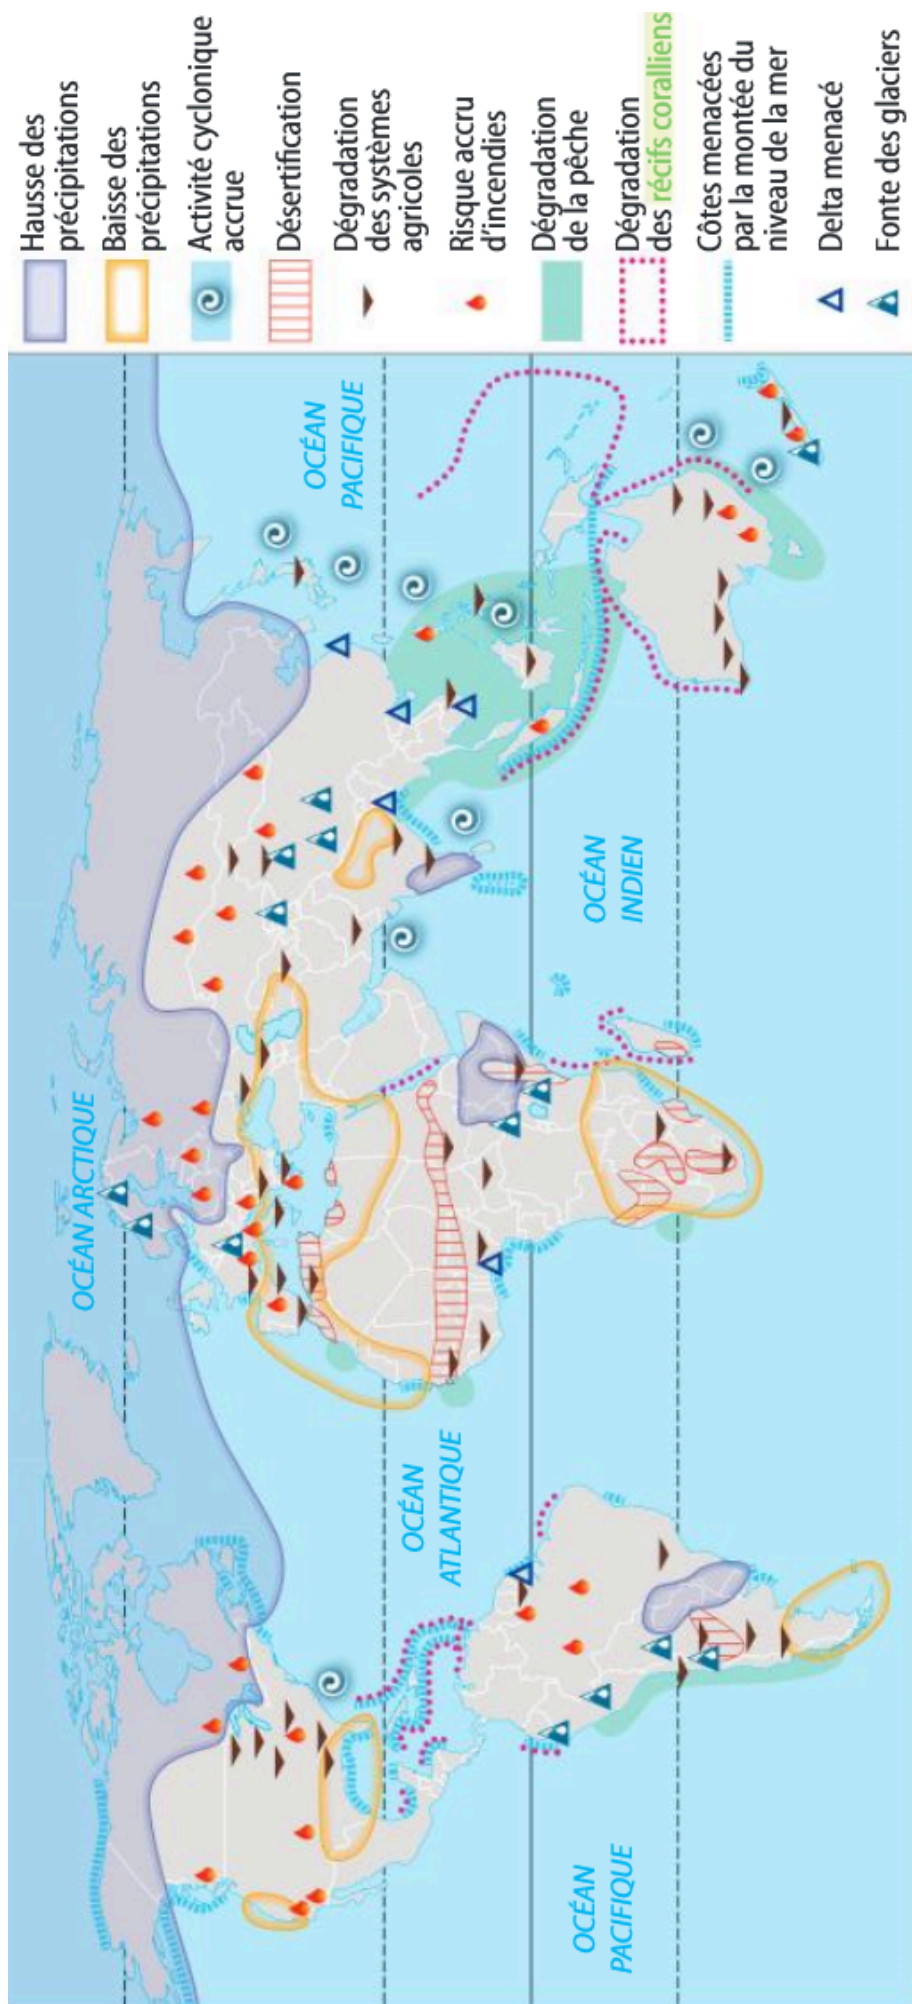 Hausse des
précipitations
Baisse des
précipitations
Activité cyclonique
accrue
Désertification
Dégradation
des systèmes
agricoles
Risque accru
d'incendies
Dégradation
de la pêche
Dégradation
des récifs coralliens
Côtes menacées
par la montée du
niveau de la mer
Delta menacé
Fonte des glaciers
OCÉAN ARCTIQUE
OCÉAN
PACIFIQUE
OCÉAN
ATLANTIQUE
OCÉAN
INDIEN
OCÉAN
PACIFIQUE